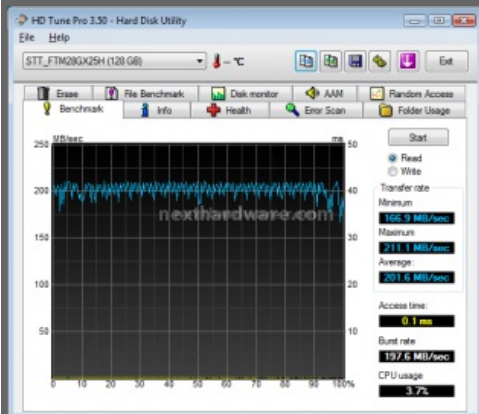 HD Tune Pro 3.50 - Hard Disk Utility
File Help
STT_FTM28GX25H (128 GB) – °C Exit
Erase File Benchmark Disk monitor AAM Random Access
Benchmark Info Health Error Scan Folder Usage
MB/sec ms
250 50
200 40
150 30
100 20
50 10
0 10 20 30 40 50 60 70 80 90 100%
nexthardware.com
Start
Read
Write
Transfer rate
Minimum
166.9 MB/sec
Maximum
211.1 MB/sec
Average:
201.6 MB/sec
Access time:
0.1 ms
Burst rate
197.6 MB/sec
CPU usage
3.7%